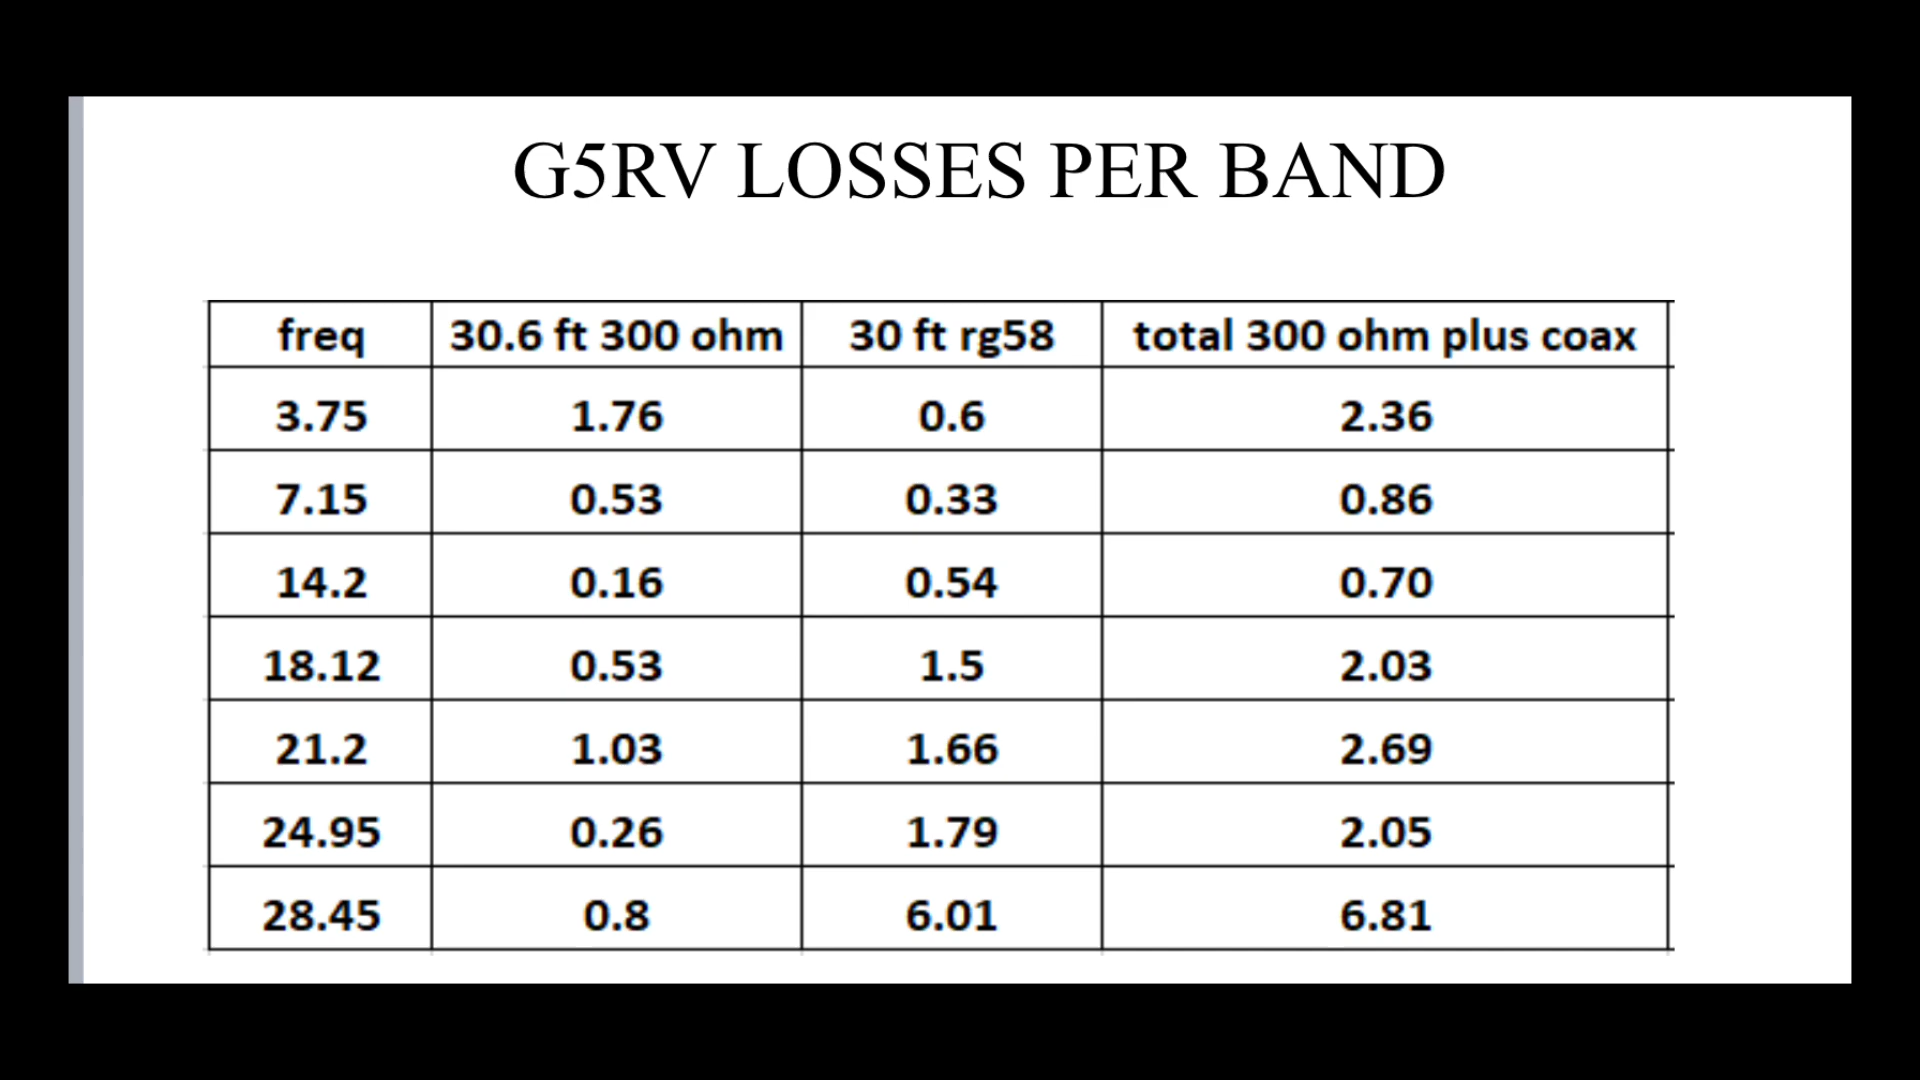 G5RV LOSSES PER BAND
freq 30.6 ft 300 ohm 30 ft rg58 total 300 ohm plus coax
3.75 1.76 0.6 2.36
7.15 0.53 0.33 0.86
14.2 0.16 0.54 0.70
18.12 0.53 1.5 2.03
21.2 1.03 1.66 2.69
24.95 0.26 1.79 2.05
28.45 0.8 6.01 6.81